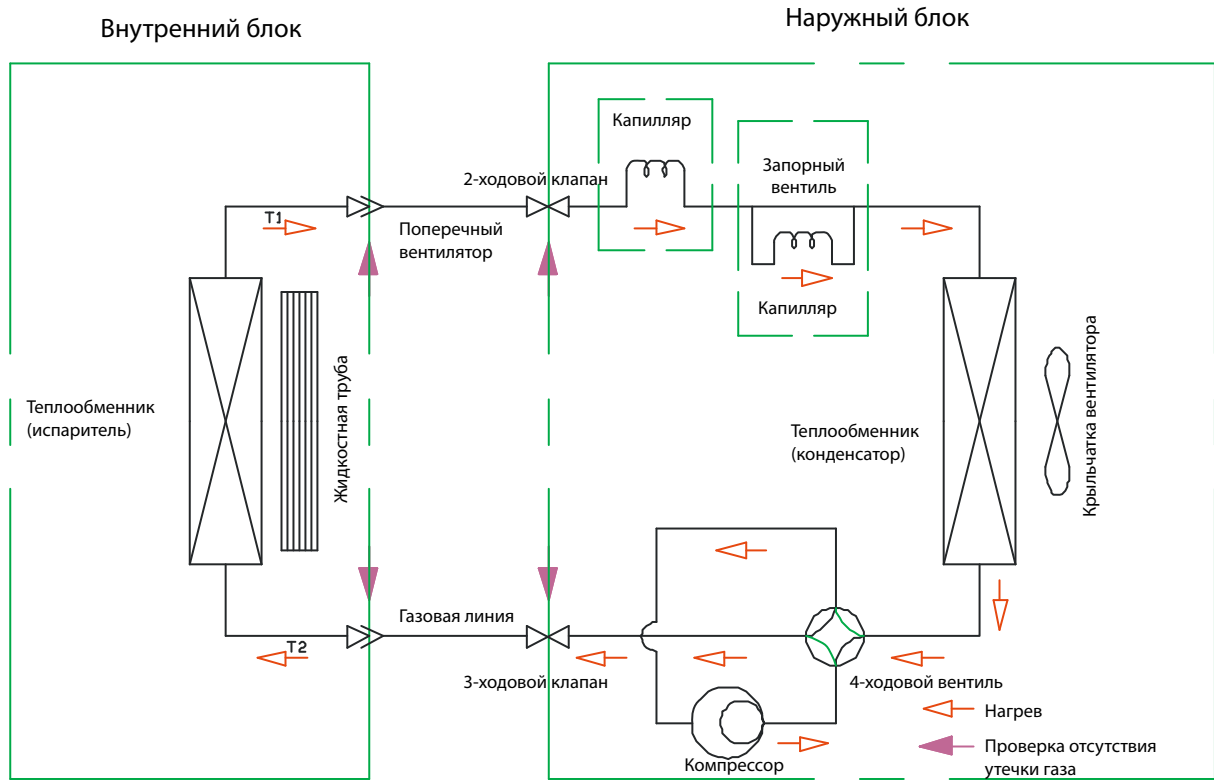 Внутренний блок
Наружный блок
Капилляр
Запорный
вентиль
2-ходовой клапан
T1
Поперечный
вентилятор
Капилляр
Жидкостная труба
Теплообменник
(испаритель)
Теплообменник
(конденсатор)
Крыльчатка вентилятора
Газовая линия
T2
3-ходовой клапан
4-ходовой вентиль
Нагрев
Компрессор
Проверка отсутствия
утечки газа